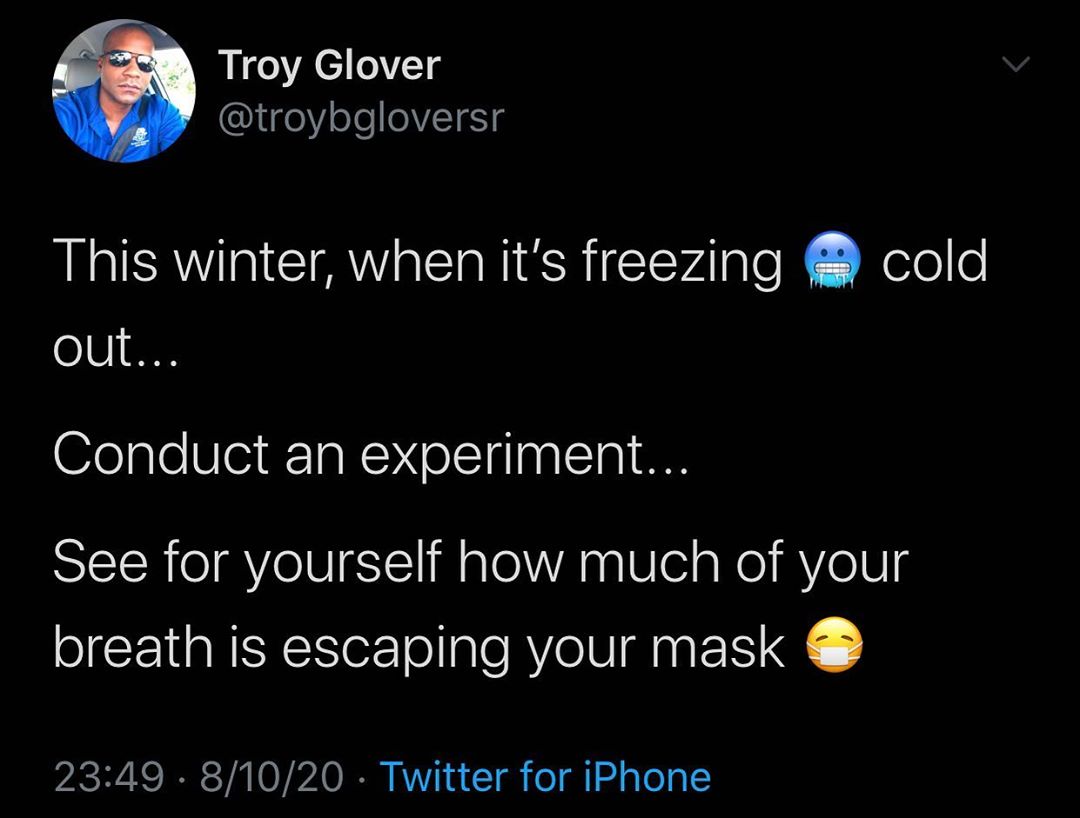 Troy Glover
@troybgloversr
This winter, when it’s freezing 🥶 cold
out...
Conduct an experiment...
See for yourself how much of your
breath is escaping your mask 😷
23:49 · 8/10/20 · Twitter for iPhone